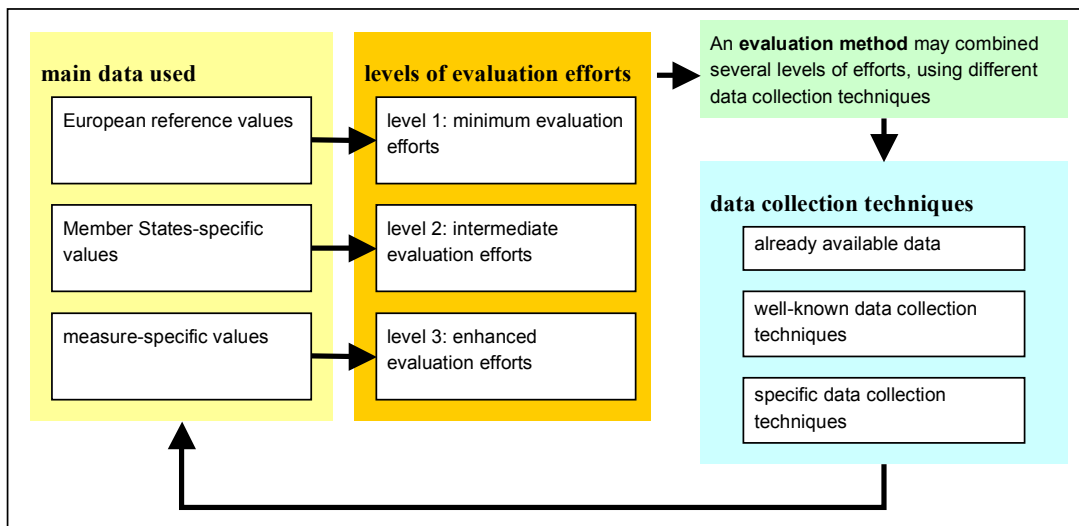 main data used
European reference values
Member States-specific
values
measure-specific values
levels of evaluation efforts
level 1: minimum evaluation
efforts
level 2: intermediate
evaluation efforts
level 3: enhanced
evaluation efforts
An evaluation method may combined
several levels of efforts, using different
data collection techniques
data collection techniques
already available data
well-known data collection
techniques
specific data collection
techniques